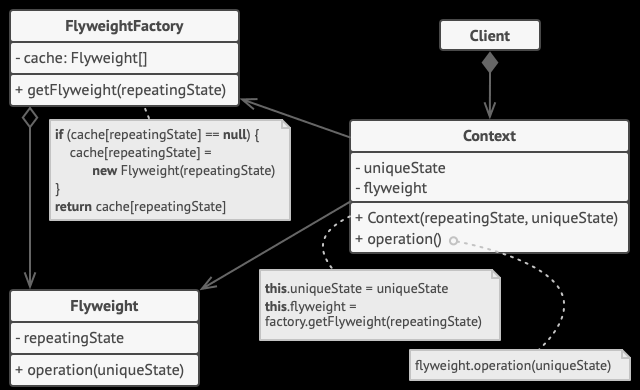 FlyweightFactory
- cache: Flyweight[]
+ getFlyweight(repeatingState)
if (cache[repeatingState] == null) {
cache[repeatingState] =
new Flyweight(repeatingState)
}
return cache[repeatingState]
Client
Context
- uniqueState
- flyweight
+ Context(repeatingState, uniqueState)
+ operation()
this.uniqueState = uniqueState
this.flyweight =
factory.getFlyweight(repeatingState)
flyweight.operation(uniqueState)
Flyweight
- repeatingState
+ operation(uniqueState)